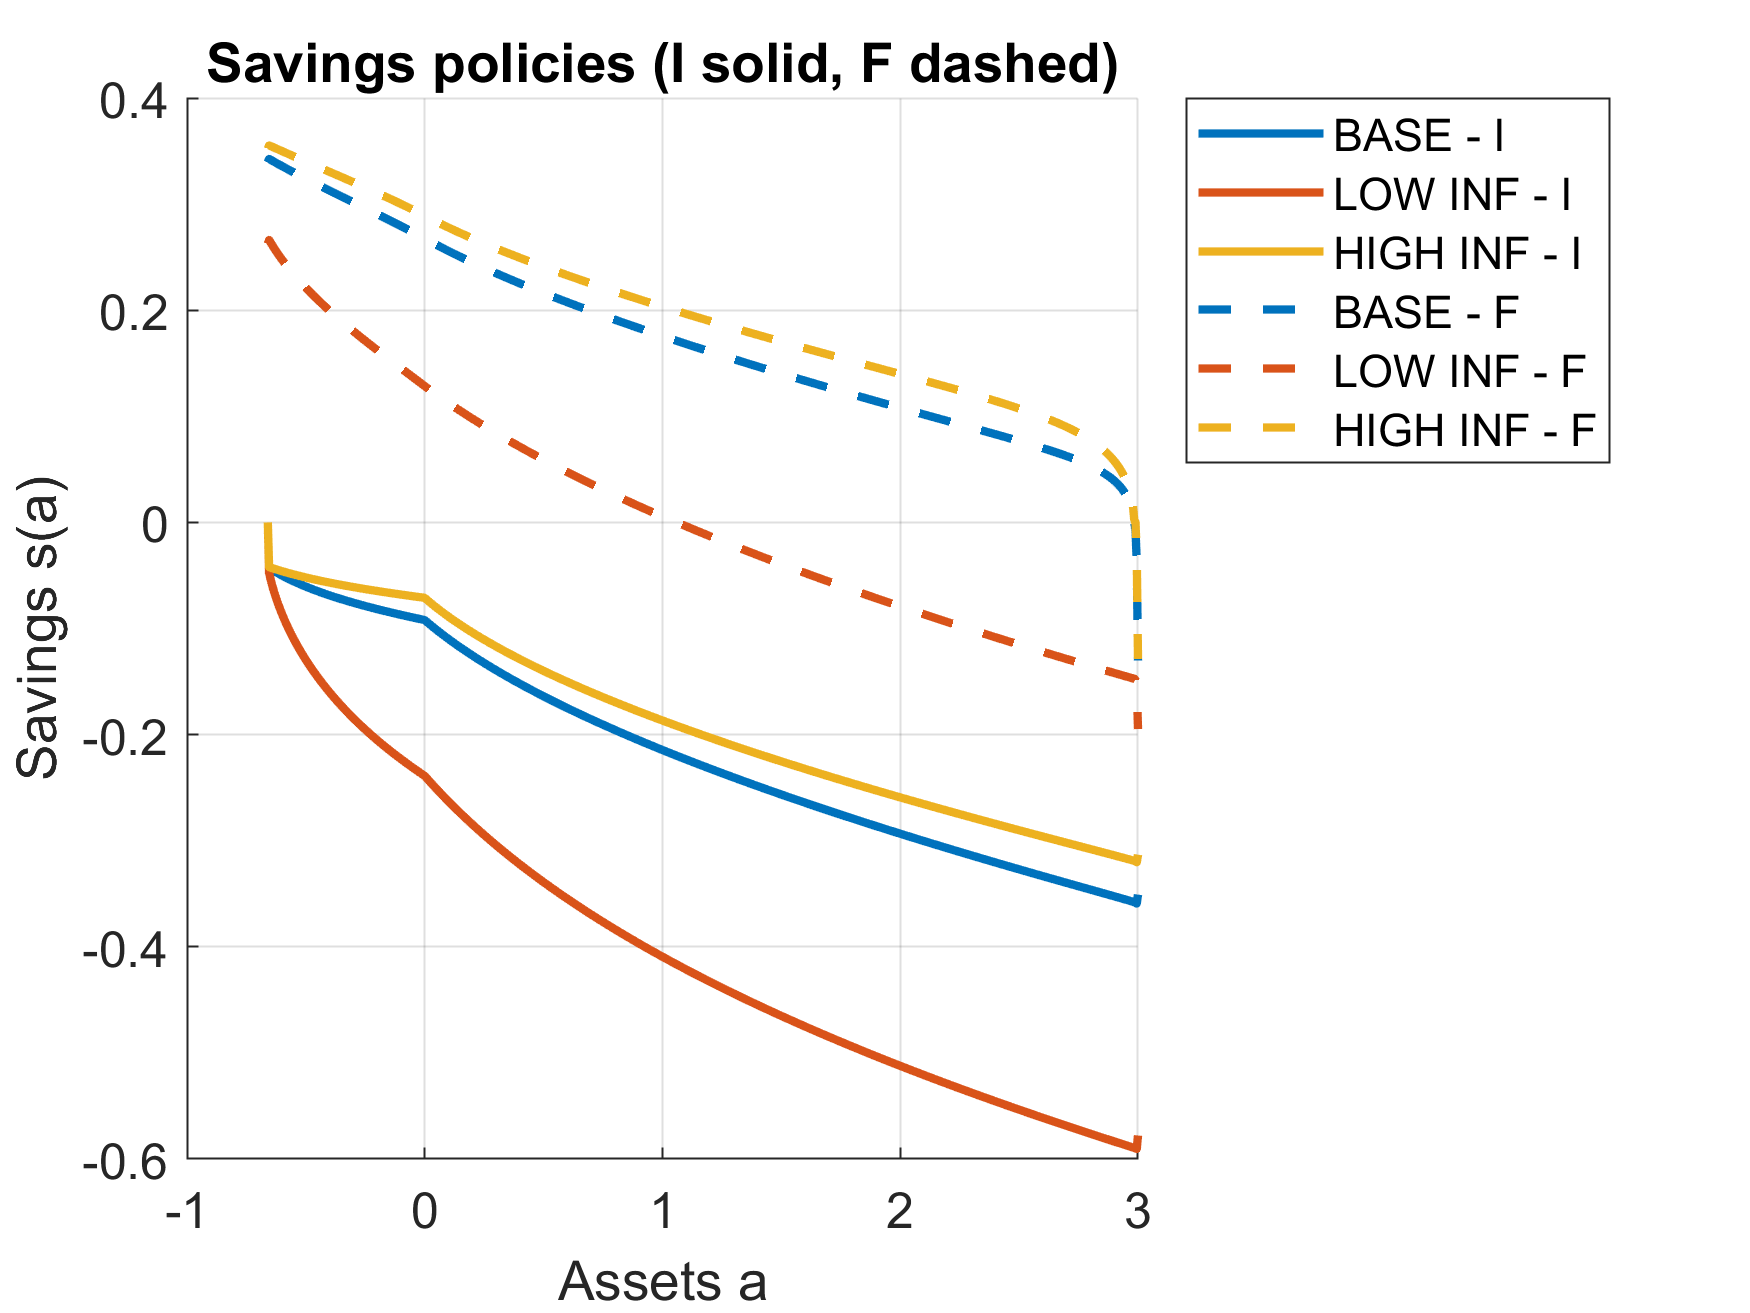 Savings policies (I solid, F dashed)
0.4
0.2
0
-0.2
-0.4
-0.6
Savings s(a)
-1
0
1
2
3
Assets a
BASE - I
LOW INF - I
HIGH INF - I
BASE - F
LOW INF - F
HIGH INF - F